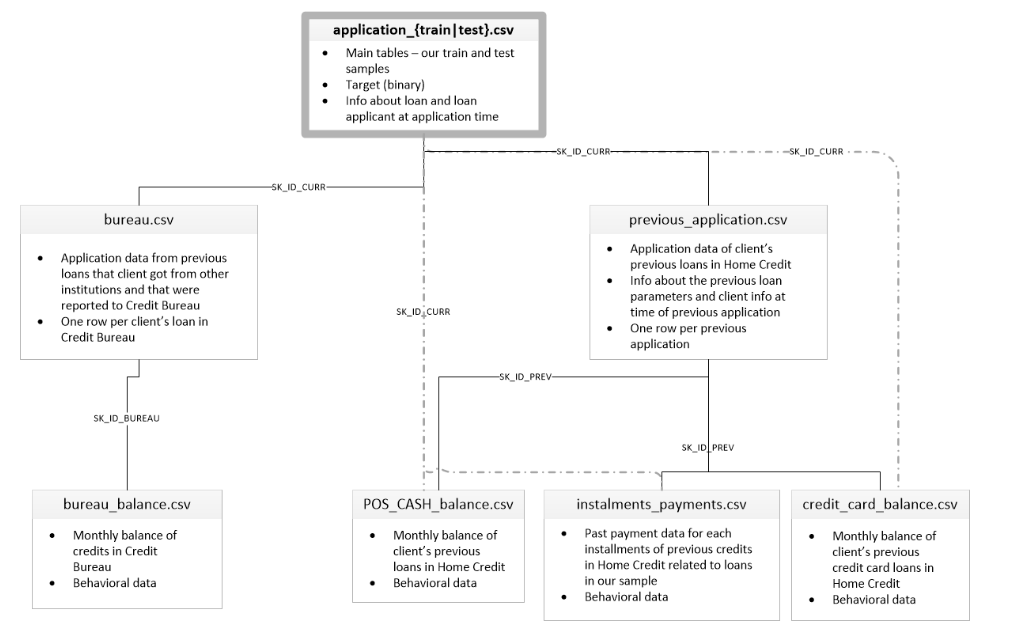 application_{train|test}.csv
• Main tables – our train and test
samples
• Target (binary)
• Info about loan and loan
applicant at application time
SK_ID_CURR
SK_ID_CURR
SK_ID_CURR
bureau.csv
• Application data from previous
loans that client got from other
institutions and that were
reported to Credit Bureau
• One row per client's loan in
Credit Bureau
previous_application.csv
• Application data of client's
previous loans in Home Credit
• Info about the previous loan
parameters and client info at
time of previous application
• One row per previous
application
SK_ID_CURR
SK_ID_PREV
SK_ID_BUREAU
SK_ID_PREV
bureau_balance.csv
• Monthly balance of
credits in Credit
Bureau
• Behavioral data
POS_CASH_balance.csv
• Monthly balance of
client's previous
loans in Home Credit
• Behavioral data
instalments_payments.csv
• Past payment data for each
installments of previous credits
in Home Credit related to loans
in our sample
• Behavioral data
credit_card_balance.csv
• Monthly balance of
client's previous
credit card loans in
Home Credit
• Behavioral data